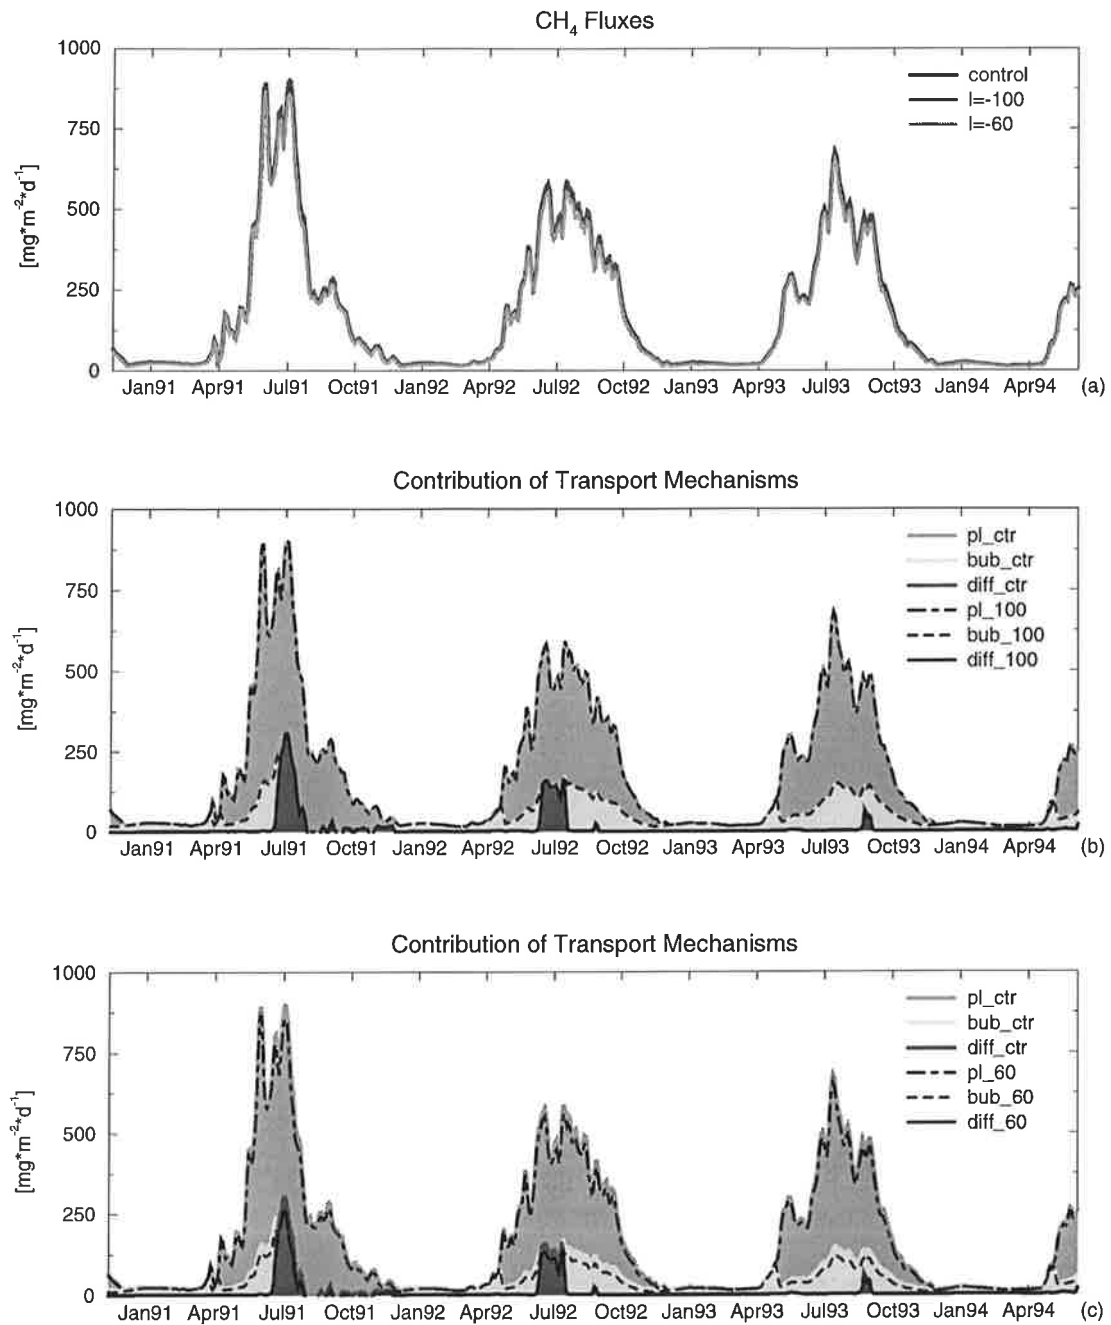 CH4 Fluxes
[mg*m-2*d-1]
1000
750
500
250
0
control
l=-100
l=-60
Jan91 Apr91 Jul91 Oct91 Jan92 Apr92 Jul92 Oct92 Jan93 Apr93 Jul93 Oct93 Jan94 Apr94 (a)
Contribution of Transport Mechanisms
[mg*m-2*d-1]
1000
750
500
250
0
pl_ctr
bub_ctr
diff_ctr
pl_100
bub_100
diff_100
Jan91 Apr91 Jul91 Oct91 Jan92 Apr92 Jul92 Oct92 Jan93 Apr93 Jul93 Oct93 Jan94 Apr94 (b)
Contribution of Transport Mechanisms
[mg*m-2*d-1]
1000
750
500
250
0
pl_ctr
bub_ctr
diff_ctr
pl_60
bub_60
diff_60
Jan91 Apr91 Jul91 Oct91 Jan92 Apr92 Jul92 Oct92 Jan93 Apr93 Jul93 Oct93 Jan94 Apr94 (c)